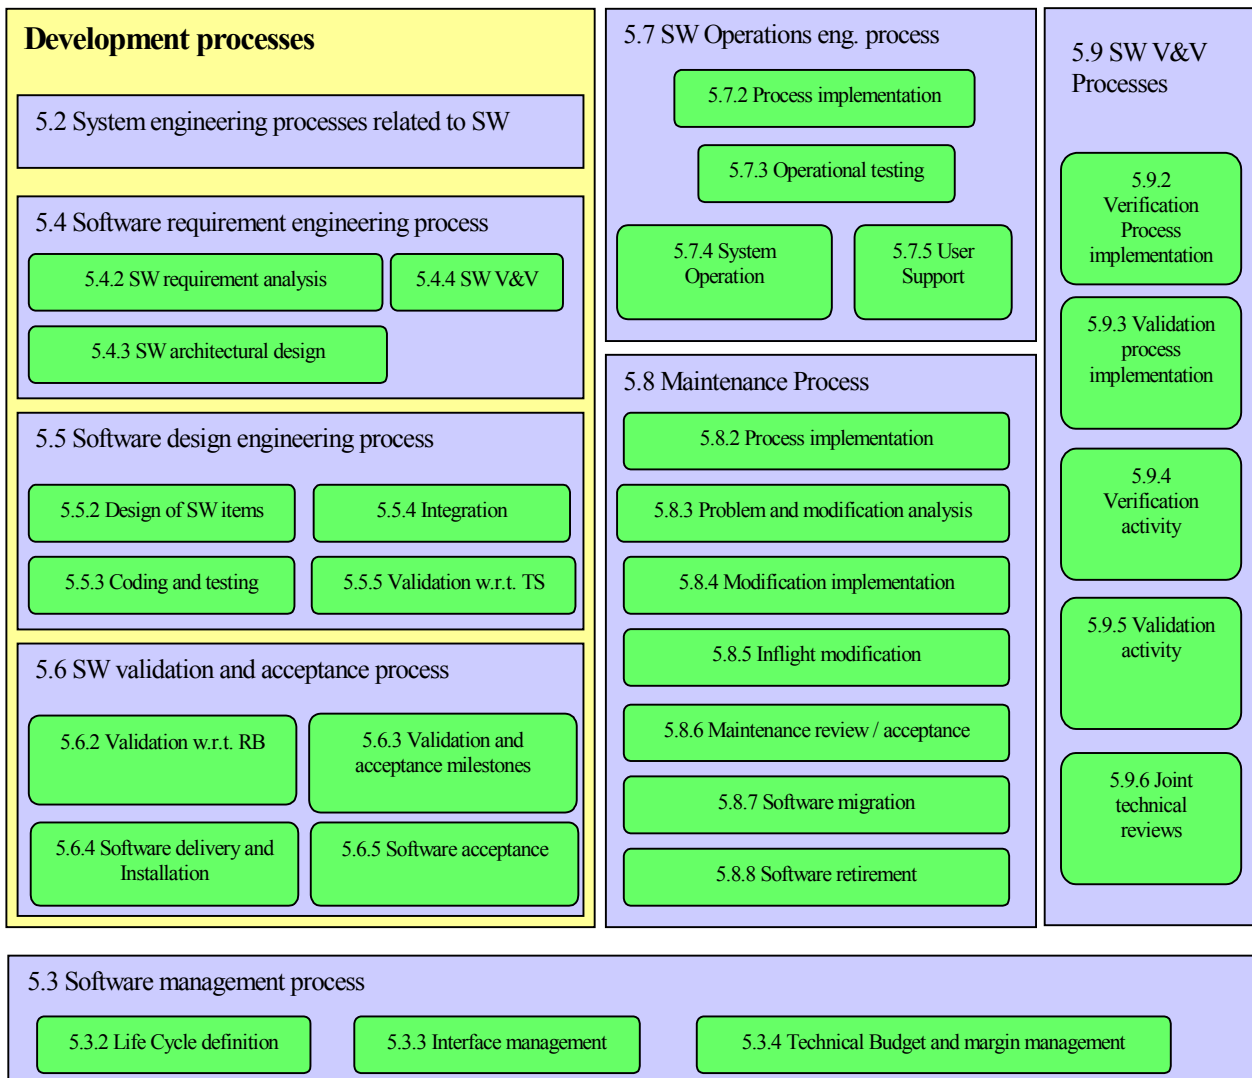 Development processes
5.2 System engineering processes related to SW
5.4 Software requirement engineering process
5.4.2 SW requirement analysis
5.4.4 SW V&V
5.4.3 SW architectural design
5.5 Software design engineering process
5.5.2 Design of SW items
5.5.4 Integration
5.5.3 Coding and testing
5.5.5 Validation w.r.t. TS
5.6 SW validation and acceptance process
5.6.2 Validation w.r.t. RB
5.6.3 Validation and
acceptance milestones
5.6.4 Software delivery and
Installation
5.6.5 Software acceptance
5.7 SW Operations eng. process
5.7.2 Process implementation
5.7.3 Operational testing
5.7.4 System
Operation
5.7.5 User
Support
5.8 Maintenance Process
5.8.2 Process implementation
5.8.3 Problem and modification analysis
5.8.4 Modification implementation
5.8.5 Inflight modification
5.8.6 Maintenance review / acceptance
5.8.7 Software migration
5.8.8 Software retirement
5.9 SW V&V
Processes
5.9.2
Verification
Process
implementation
5.9.3 Validation
process
implementation
5.9.4
Verification
activity
5.9.5 Validation
activity
5.9.6 Joint
technical
reviews
5.3 Software management process
5.3.2 Life Cycle definition
5.3.3 Interface management
5.3.4 Technical Budget and margin management